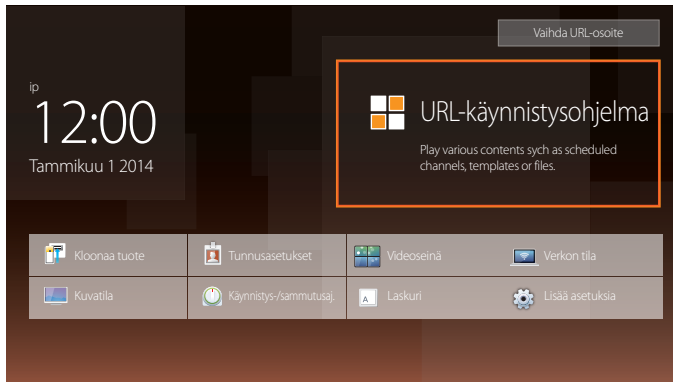 Vaihda URL-osoite
ip
12:00
Tammikuu 1 2014
URL-käynnistysohjelma
Play various contents sych as scheduled
channels, templates or files.
Kloonaa tuote
Tunnusasetukset
Videoseinä
Verkon tila
Kuvatila
Käynnistys-/sammutusaj.
A
Laskuri
Lisää asetuksia